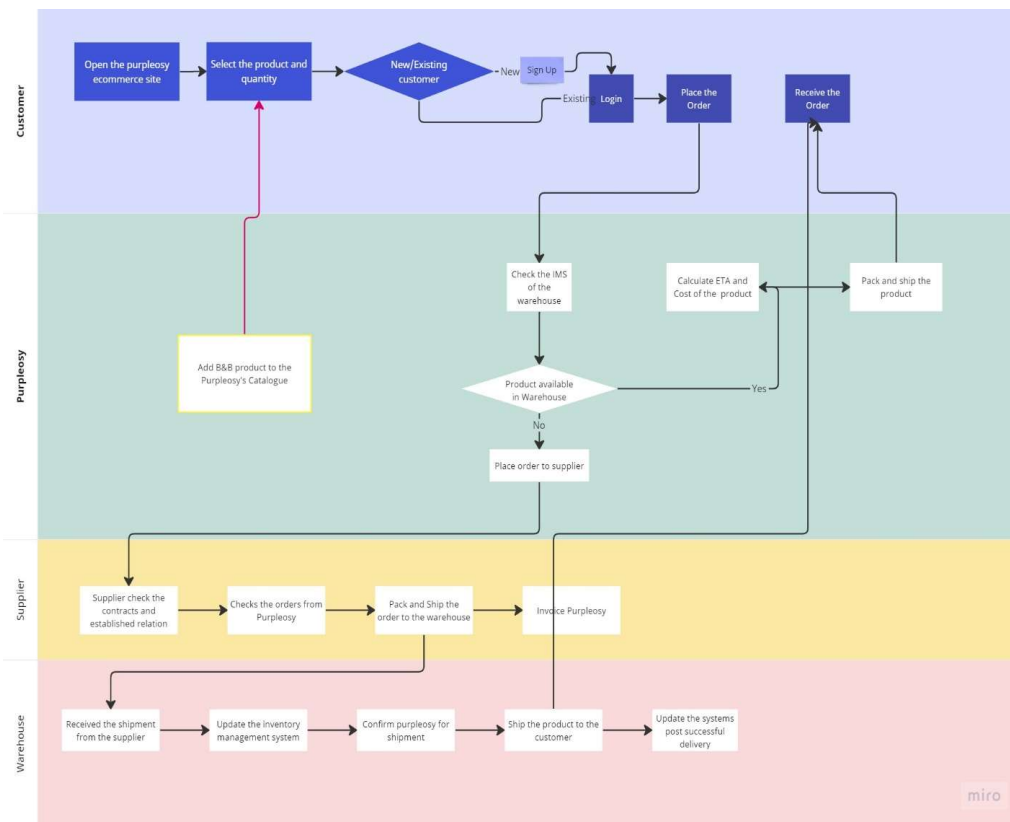 Customer
Open the purpleosy
ecommerce site
Select the product and
quantity
New/Existing
customer
New
Sign Up
Existing
Login
Place the
Order
Receive the
Order
Purpleosy
Add B&B product to the
Purpleosy's Catalogue
Check the IMS
of the
warehouse
Calculate ETA and
Cost of the product
Pack and ship the
product
Product available
in Warehouse
Yes
No
Place order to supplier
Supplier
Supplier check the
contracts and
established relation
Checks the orders from
Purpleosy
Pack and Ship the
order to the warehouse
Invoice Purpleosy
Warehouse
Received the shipment
from the supplier
Update the inventory
management system
Confirm purpleosy for
shipment
Ship the product to the
customer
Update the systems
post successful
delivery
miro